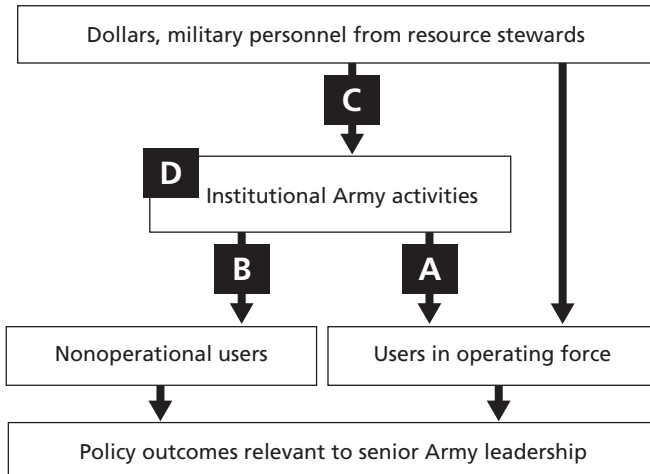 Dollars, military personnel from resource stewards
C
D
Institutional Army activities
B
A
Nonoperational users
Users in operating force
Policy outcomes relevant to senior Army leadership